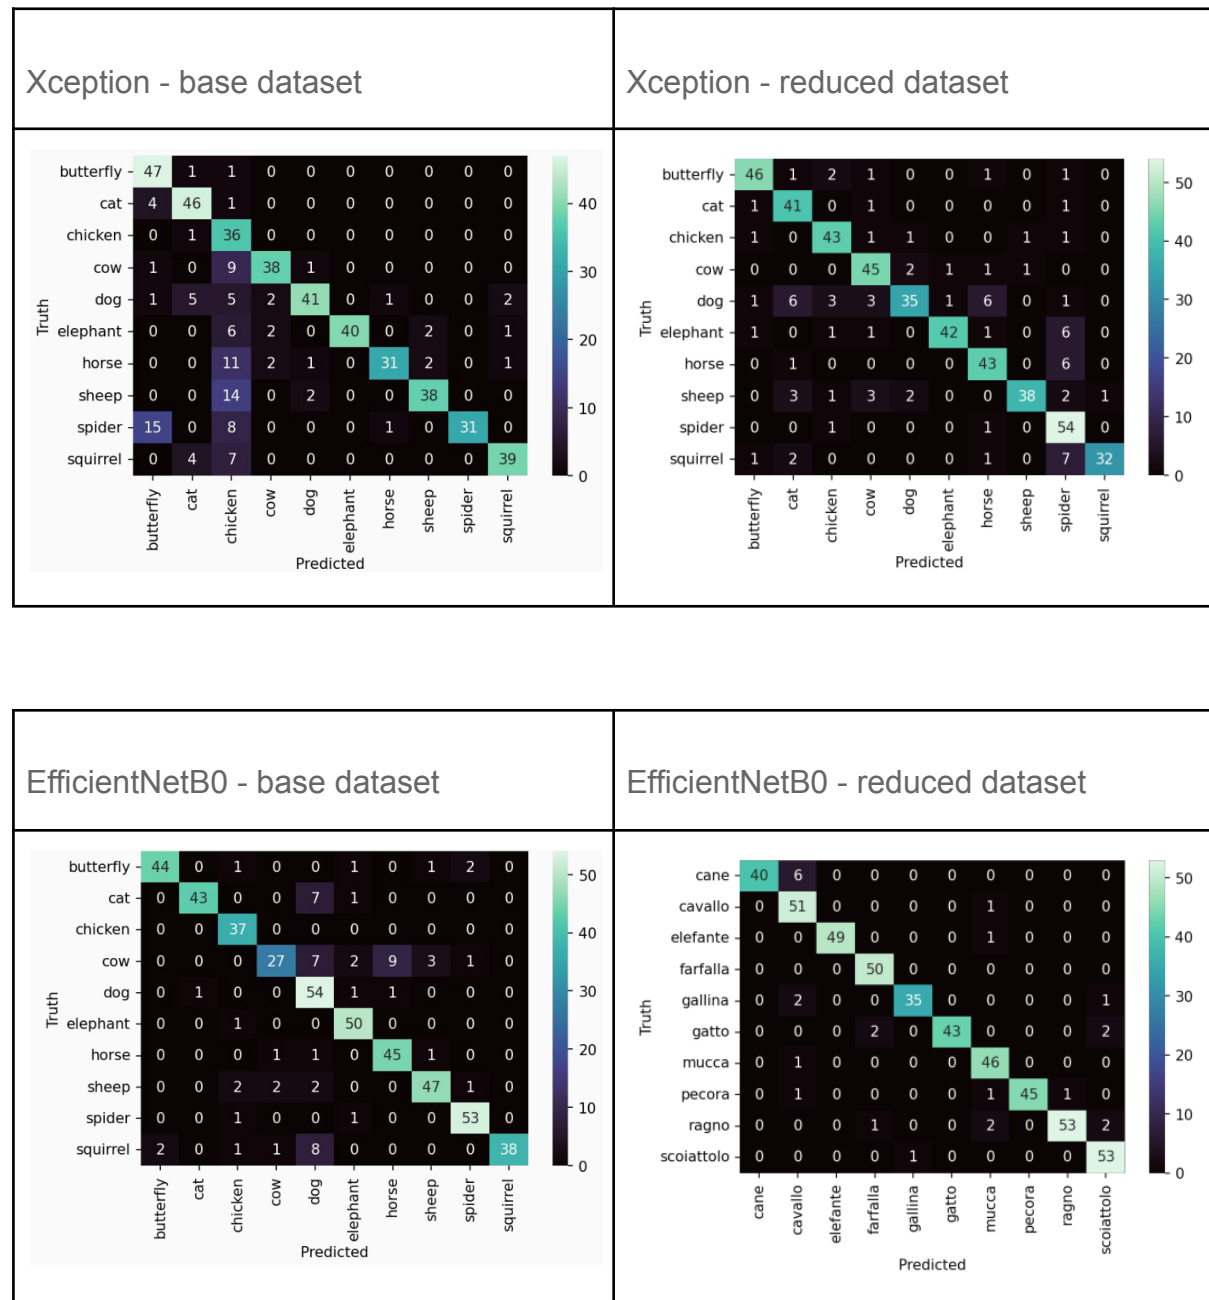 Xception - base dataset
Xception - reduced dataset
butterfly 47 1 1 0 0 0 0 0 0 0
cat 4 46 1 0 0 0 0 0 0 0
chicken 0 1 36 0 0 0 0 0 0 0
cow 1 0 9 38 1 0 0 0 0 0
dog 1 5 5 2 41 0 1 0 0 2
elephant 0 0 6 2 0 40 0 2 0 1
horse 0 0 11 2 1 0 31 2 0 1
sheep 0 0 14 0 2 0 0 38 0 0
spider 15 0 8 0 0 0 1 0 31 0
squirrel 0 4 7 0 0 0 0 0 0 39
Truth
butterfly cat chicken cow dog elephant horse sheep spider squirrel
Predicted
40
30
20
10
0
butterfly 46 1 2 1 0 0 1 0 1 0
cat 1 41 0 1 0 0 0 0 1 0
chicken 1 0 43 1 1 0 0 1 1 0
cow 0 0 0 45 2 1 1 1 0 0
dog 1 6 3 3 35 1 6 0 1 0
elephant 1 0 1 1 0 42 1 0 6 0
horse 0 1 0 0 0 0 43 0 6 0
sheep 0 3 1 3 2 0 0 38 2 1
spider 0 0 1 0 0 0 1 0 54 0
squirrel 1 2 0 0 0 0 1 0 7 32
Truth
butterfly cat chicken cow dog elephant horse sheep spider squirrel
Predicted
50
40
30
20
10
0
EfficientNetB0 - base dataset
EfficientNetB0 - reduced dataset
butterfly 44 0 1 0 0 1 0 1 2 0
cat 0 43 0 0 7 1 0 0 0 0
chicken 0 0 37 0 0 0 0 0 0 0
cow 0 0 0 27 7 2 9 3 1 0
dog 0 1 0 0 54 1 1 0 0 0
elephant 0 0 1 0 0 50 0 0 0 0
horse 0 0 0 1 1 0 45 1 0 0
sheep 0 0 2 2 2 0 0 47 1 0
spider 0 0 1 0 0 1 0 0 53 0
squirrel 2 0 1 1 8 0 0 0 0 38
Truth
butterfly cat chicken cow dog elephant horse sheep spider squirrel
Predicted
50
40
30
20
10
0
cane 40 6 0 0 0 0 0 0 0 0
cavallo 0 51 0 0 0 0 1 0 0 0
elefante 0 0 49 0 0 0 1 0 0 0
farfalla 0 0 0 50 0 0 0 0 0 0
gallina 0 2 0 0 35 0 0 0 0 1
gatto 0 0 0 2 0 43 0 0 0 2
mucca 0 1 0 0 0 0 46 0 0 0
pecora 0 1 0 0 0 0 1 45 1 0
ragno 0 0 0 1 0 0 2 0 53 2
scoiattolo 0 0 0 0 1 0 0 0 0 53
Truth
cane cavallo elefante farfalla gallina gatto mucca pecora ragno scoiattolo
Predicted
50
40
30
20
10
0